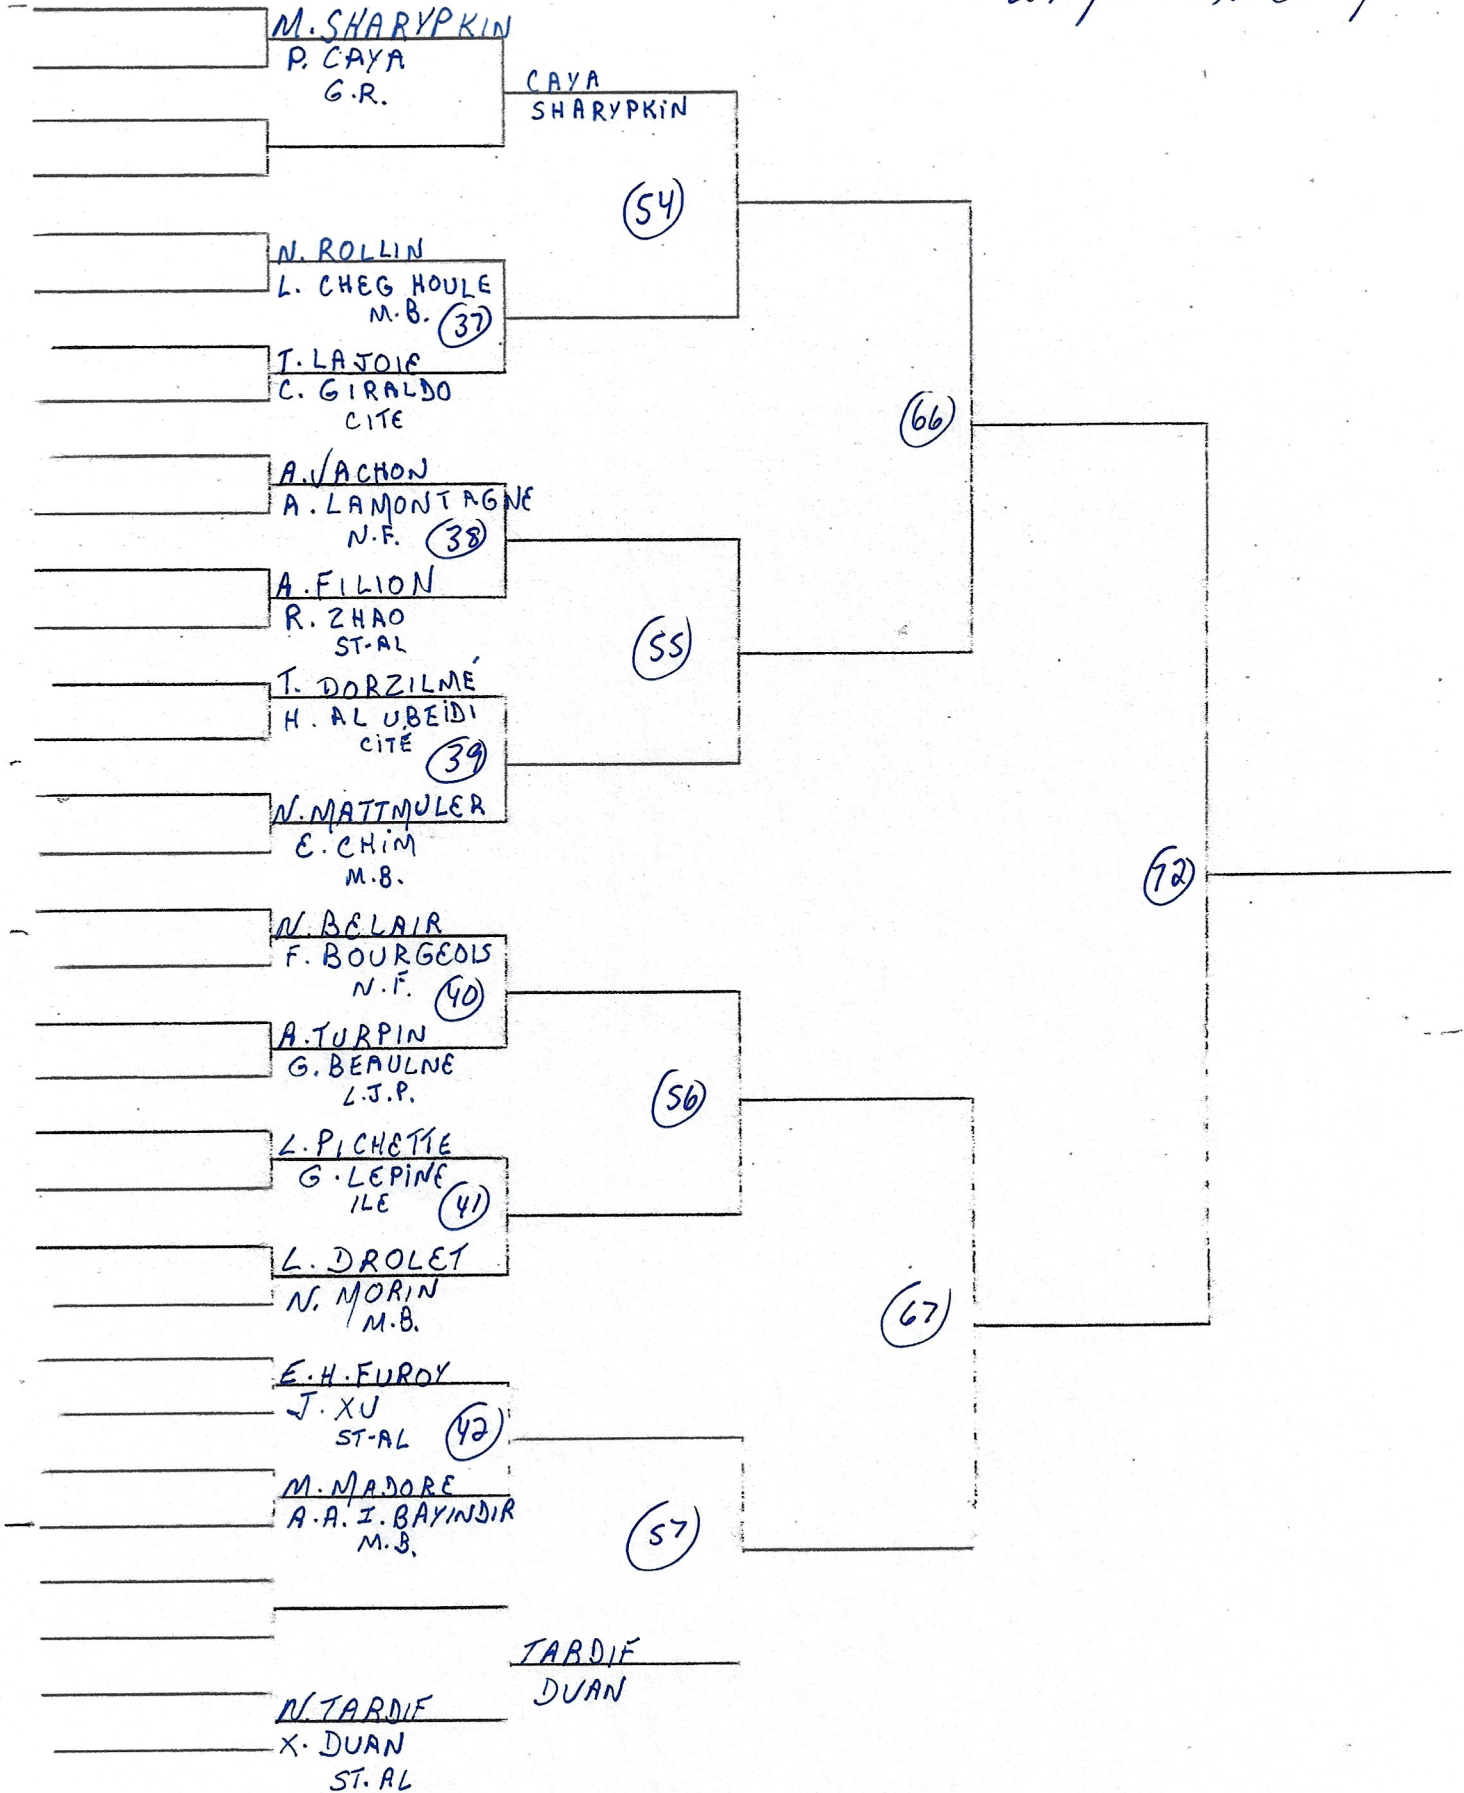 M. SHARYPKIN
P. CAYA
G.R.
CAYA
SHARYPKIN
54
N. ROLLIN
L. CHEG HOULE
M.B. 37
T. LAJOIE
C. GIRALDO
CITE
66
A. VACHON
A. LAMONTAGNE
N.F. 38
A. FILION
R. ZHAO
ST-AL
55
T. DORZILMÉ
H. AL UBEIDI
CITÉ
39
N. MATTMULER
E. CHIM
M.B.
72
N. BELAIR
F. BOURGEOIS
N.F. 40
A. TURPIN
G. BEAULNE
L.J.P.
56
L. PICHETTE
G. LEPINE
ILE 41
L. DROLET
N. MORIN
M.B.
67
E.H. FUROY
J. XU
ST-AL 42
M. MADORE
A.A.I. BAYINDIR
M.B.
57
TARDIF
DUAN
N. TARDIF
X. DUAN
ST. AL